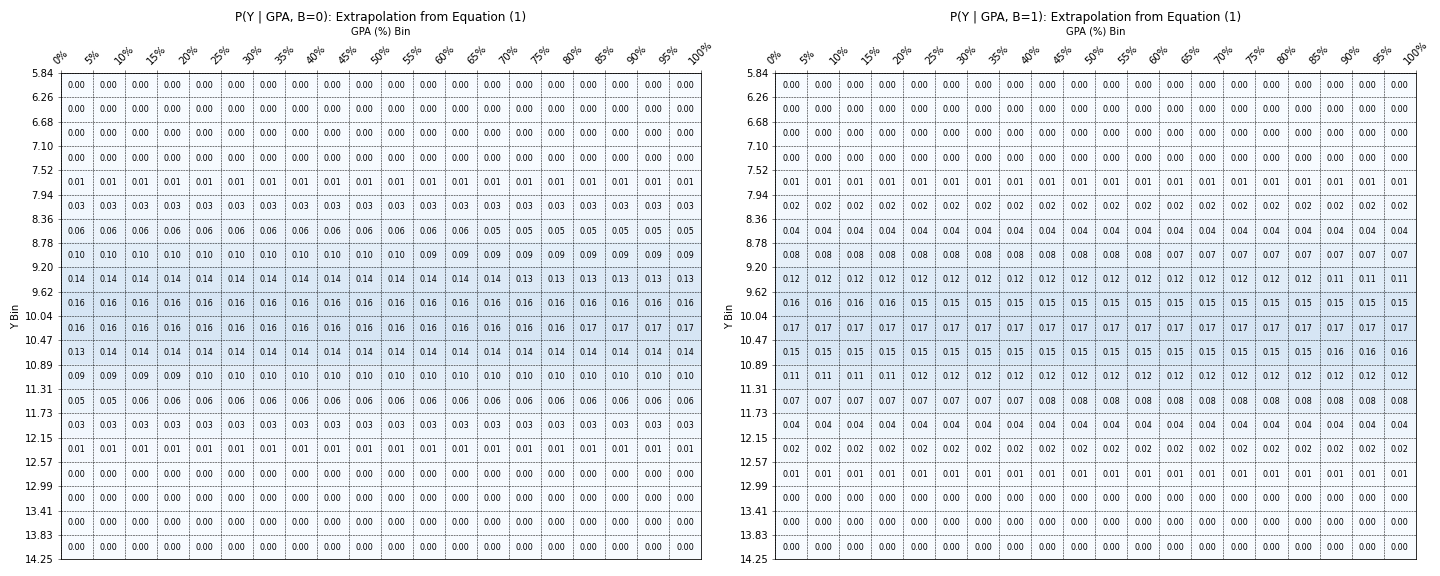 P(Y | GPA, B=0): Extrapolation from Equation (1)
GPA (%) Bin
0% 5% 10% 15% 20% 25% 30% 35% 40% 45% 50% 55% 60% 65% 70% 75% 80% 85% 90% 95% 100%
Y Bin
5.84
0.00 0.00 0.00 0.00 0.00 0.00 0.00 0.00 0.00 0.00 0.00 0.00 0.00 0.00 0.00 0.00 0.00 0.00 0.00 0.00
6.26
0.00 0.00 0.00 0.00 0.00 0.00 0.00 0.00 0.00 0.00 0.00 0.00 0.00 0.00 0.00 0.00 0.00 0.00 0.00 0.00
6.68
0.00 0.00 0.00 0.00 0.00 0.00 0.00 0.00 0.00 0.00 0.00 0.00 0.00 0.00 0.00 0.00 0.00 0.00 0.00 0.00
7.10
0.00 0.00 0.00 0.00 0.00 0.00 0.00 0.00 0.00 0.00 0.00 0.00 0.00 0.00 0.00 0.00 0.00 0.00 0.00 0.00
7.52
0.01 0.01 0.01 0.01 0.01 0.01 0.01 0.01 0.01 0.01 0.01 0.01 0.01 0.01 0.01 0.01 0.01 0.01 0.01 0.01
7.94
0.03 0.03 0.03 0.03 0.03 0.03 0.03 0.03 0.03 0.03 0.03 0.03 0.03 0.03 0.03 0.03 0.03 0.03 0.03 0.03
8.36
0.06 0.06 0.06 0.06 0.06 0.06 0.06 0.06 0.06 0.06 0.06 0.06 0.06 0.05 0.05 0.05 0.05 0.05 0.05 0.05
8.78
0.10 0.10 0.10 0.10 0.10 0.10 0.10 0.10 0.10 0.10 0.10 0.09 0.09 0.09 0.09 0.09 0.09 0.09 0.09 0.09
9.20
0.14 0.14 0.14 0.14 0.14 0.14 0.14 0.14 0.14 0.14 0.14 0.14 0.14 0.14 0.13 0.13 0.13 0.13 0.13 0.13
9.62
0.16 0.16 0.16 0.16 0.16 0.16 0.16 0.16 0.16 0.16 0.16 0.16 0.16 0.16 0.16 0.16 0.16 0.16 0.16 0.16
10.04
0.16 0.16 0.16 0.16 0.16 0.16 0.16 0.16 0.16 0.16 0.16 0.16 0.16 0.16 0.16 0.16 0.17 0.17 0.17 0.17
10.47
0.13 0.14 0.14 0.14 0.14 0.14 0.14 0.14 0.14 0.14 0.14 0.14 0.14 0.14 0.14 0.14 0.14 0.14 0.14 0.14
10.89
0.09 0.09 0.09 0.09 0.10 0.10 0.10 0.10 0.10 0.10 0.10 0.10 0.10 0.10 0.10 0.10 0.10 0.10 0.10 0.10
11.31
0.05 0.05 0.06 0.06 0.06 0.06 0.06 0.06 0.06 0.06 0.06 0.06 0.06 0.06 0.06 0.06 0.06 0.06 0.06 0.06
11.73
0.03 0.03 0.03 0.03 0.03 0.03 0.03 0.03 0.03 0.03 0.03 0.03 0.03 0.03 0.03 0.03 0.03 0.03 0.03 0.03
12.15
0.01 0.01 0.01 0.01 0.01 0.01 0.01 0.01 0.01 0.01 0.01 0.01 0.01 0.01 0.01 0.01 0.01 0.01 0.01 0.01
12.57
0.00 0.00 0.00 0.00 0.00 0.00 0.00 0.00 0.00 0.00 0.00 0.00 0.00 0.00 0.00 0.00 0.00 0.00 0.00 0.00
12.99
0.00 0.00 0.00 0.00 0.00 0.00 0.00 0.00 0.00 0.00 0.00 0.00 0.00 0.00 0.00 0.00 0.00 0.00 0.00 0.00
13.41
0.00 0.00 0.00 0.00 0.00 0.00 0.00 0.00 0.00 0.00 0.00 0.00 0.00 0.00 0.00 0.00 0.00 0.00 0.00 0.00
13.83
0.00 0.00 0.00 0.00 0.00 0.00 0.00 0.00 0.00 0.00 0.00 0.00 0.00 0.00 0.00 0.00 0.00 0.00 0.00 0.00
14.25
P(Y | GPA, B=1): Extrapolation from Equation (1)
GPA (%) Bin
0% 5% 10% 15% 20% 25% 30% 35% 40% 45% 50% 55% 60% 65% 70% 75% 80% 85% 90% 95% 100%
Y Bin
5.84
0.00 0.00 0.00 0.00 0.00 0.00 0.00 0.00 0.00 0.00 0.00 0.00 0.00 0.00 0.00 0.00 0.00 0.00 0.00 0.00
6.26
0.00 0.00 0.00 0.00 0.00 0.00 0.00 0.00 0.00 0.00 0.00 0.00 0.00 0.00 0.00 0.00 0.00 0.00 0.00 0.00
6.68
0.00 0.00 0.00 0.00 0.00 0.00 0.00 0.00 0.00 0.00 0.00 0.00 0.00 0.00 0.00 0.00 0.00 0.00 0.00 0.00
7.10
0.00 0.00 0.00 0.00 0.00 0.00 0.00 0.00 0.00 0.00 0.00 0.00 0.00 0.00 0.00 0.00 0.00 0.00 0.00 0.00
7.52
0.01 0.01 0.01 0.01 0.01 0.01 0.01 0.01 0.01 0.01 0.01 0.01 0.01 0.01 0.01 0.01 0.01 0.01 0.01 0.01
7.94
0.02 0.02 0.02 0.02 0.02 0.02 0.02 0.02 0.02 0.02 0.02 0.02 0.02 0.02 0.02 0.02 0.02 0.02 0.02 0.02
8.36
0.04 0.04 0.04 0.04 0.04 0.04 0.04 0.04 0.04 0.04 0.04 0.04 0.04 0.04 0.04 0.04 0.04 0.04 0.04 0.04
8.78
0.08 0.08 0.08 0.08 0.08 0.08 0.08 0.08 0.08 0.08 0.08 0.08 0.07 0.07 0.07 0.07 0.07 0.07 0.07 0.07
9.20
0.12 0.12 0.12 0.12 0.12 0.12 0.12 0.12 0.12 0.12 0.12 0.12 0.12 0.12 0.12 0.12 0.12 0.11 0.11 0.11
9.62
0.16 0.16 0.16 0.16 0.15 0.15 0.15 0.15 0.15 0.15 0.15 0.15 0.15 0.15 0.15 0.15 0.15 0.15 0.15 0.15
10.04
0.17 0.17 0.17 0.17 0.17 0.17 0.17 0.17 0.17 0.17 0.17 0.17 0.17 0.17 0.17 0.17 0.17 0.17 0.17 0.17
10.47
0.15 0.15 0.15 0.15 0.15 0.15 0.15 0.15 0.15 0.15 0.15 0.15 0.15 0.15 0.15 0.15 0.15 0.16 0.16 0.16
10.89
0.11 0.11 0.11 0.11 0.12 0.12 0.12 0.12 0.12 0.12 0.12 0.12 0.12 0.12 0.12 0.12 0.12 0.12 0.12 0.12
11.31
0.07 0.07 0.07 0.07 0.07 0.07 0.07 0.07 0.08 0.08 0.08 0.08 0.08 0.08 0.08 0.08 0.08 0.08 0.08 0.08
11.73
0.04 0.04 0.04 0.04 0.04 0.04 0.04 0.04 0.04 0.04 0.04 0.04 0.04 0.04 0.04 0.04 0.04 0.04 0.04 0.04
12.15
0.02 0.02 0.02 0.02 0.02 0.02 0.02 0.02 0.02 0.02 0.02 0.02 0.02 0.02 0.02 0.02 0.02 0.02 0.02 0.02
12.57
0.01 0.01 0.01 0.01 0.01 0.01 0.01 0.01 0.01 0.01 0.01 0.01 0.01 0.01 0.01 0.01 0.01 0.01 0.01 0.01
12.99
0.00 0.00 0.00 0.00 0.00 0.00 0.00 0.00 0.00 0.00 0.00 0.00 0.00 0.00 0.00 0.00 0.00 0.00 0.00 0.00
13.41
0.00 0.00 0.00 0.00 0.00 0.00 0.00 0.00 0.00 0.00 0.00 0.00 0.00 0.00 0.00 0.00 0.00 0.00 0.00 0.00
13.83
0.00 0.00 0.00 0.00 0.00 0.00 0.00 0.00 0.00 0.00 0.00 0.00 0.00 0.00 0.00 0.00 0.00 0.00 0.00 0.00
14.25